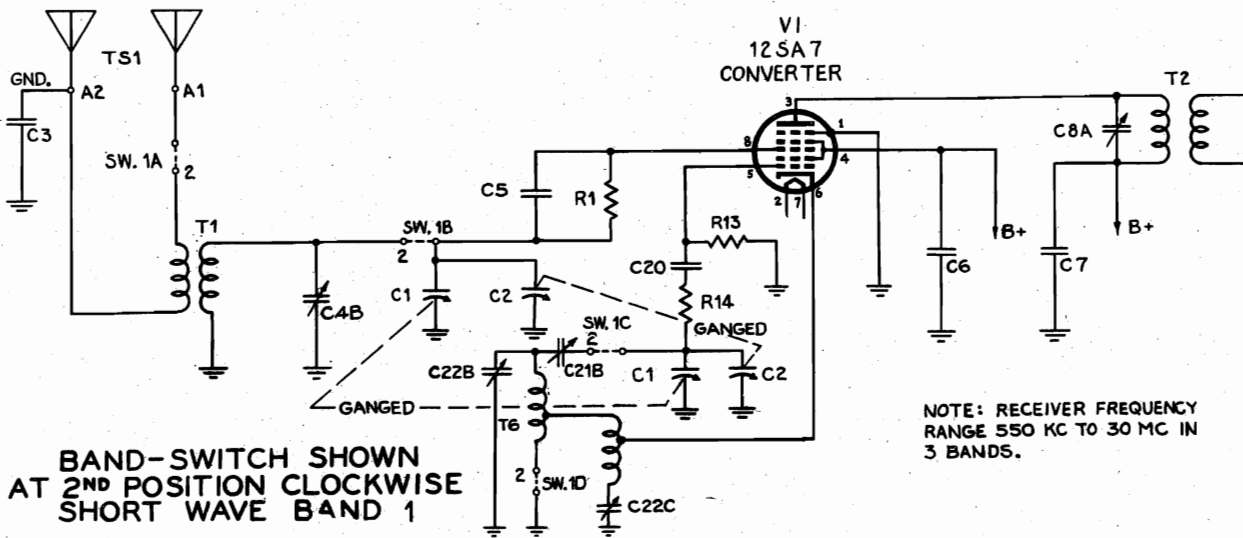 V1
12SA7
CONVERTER
TS1
GND.
A2
A1
C3
SW. 1A
2
T1
3
1
8
4
5
2
7
6
T2
C8A
C5
R1
SW. 1B
2
R13
C20
R14
B+
C6
B+
C7
C4B
C1
C2
GANGED
SW. 1C
2
C22B
C21B
C1
C2
GANGED
T6
2
SW. 1D
C22C
NOTE: RECEIVER FREQUENCY
RANGE 550 KC TO 30 MC IN
3 BANDS.
BAND-SWITCH SHOWN
AT 2ND POSITION CLOCKWISE
SHORT WAVE BAND 1